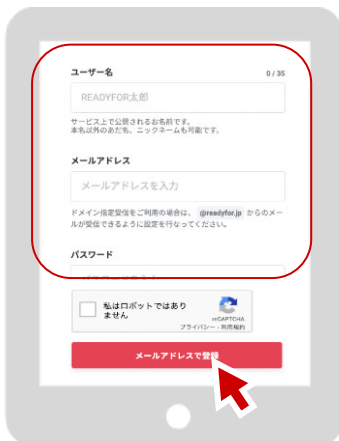 ユーザー名
0 / 35
READYFOR太郎
サービス上で公開されるお名前です。
本名以外のあだ名、ニックネームも可能です。
メールアドレス
メールアドレスを入力
ドメイン指定受信をご利用の場合は、 @readyfor.jp からのメー
ルが受信できるように設定を行なってください。
パスワード
私はロボットではあり
ません
reCAPTCHA
プライバシー - 利用規約
メールアドレスで登録